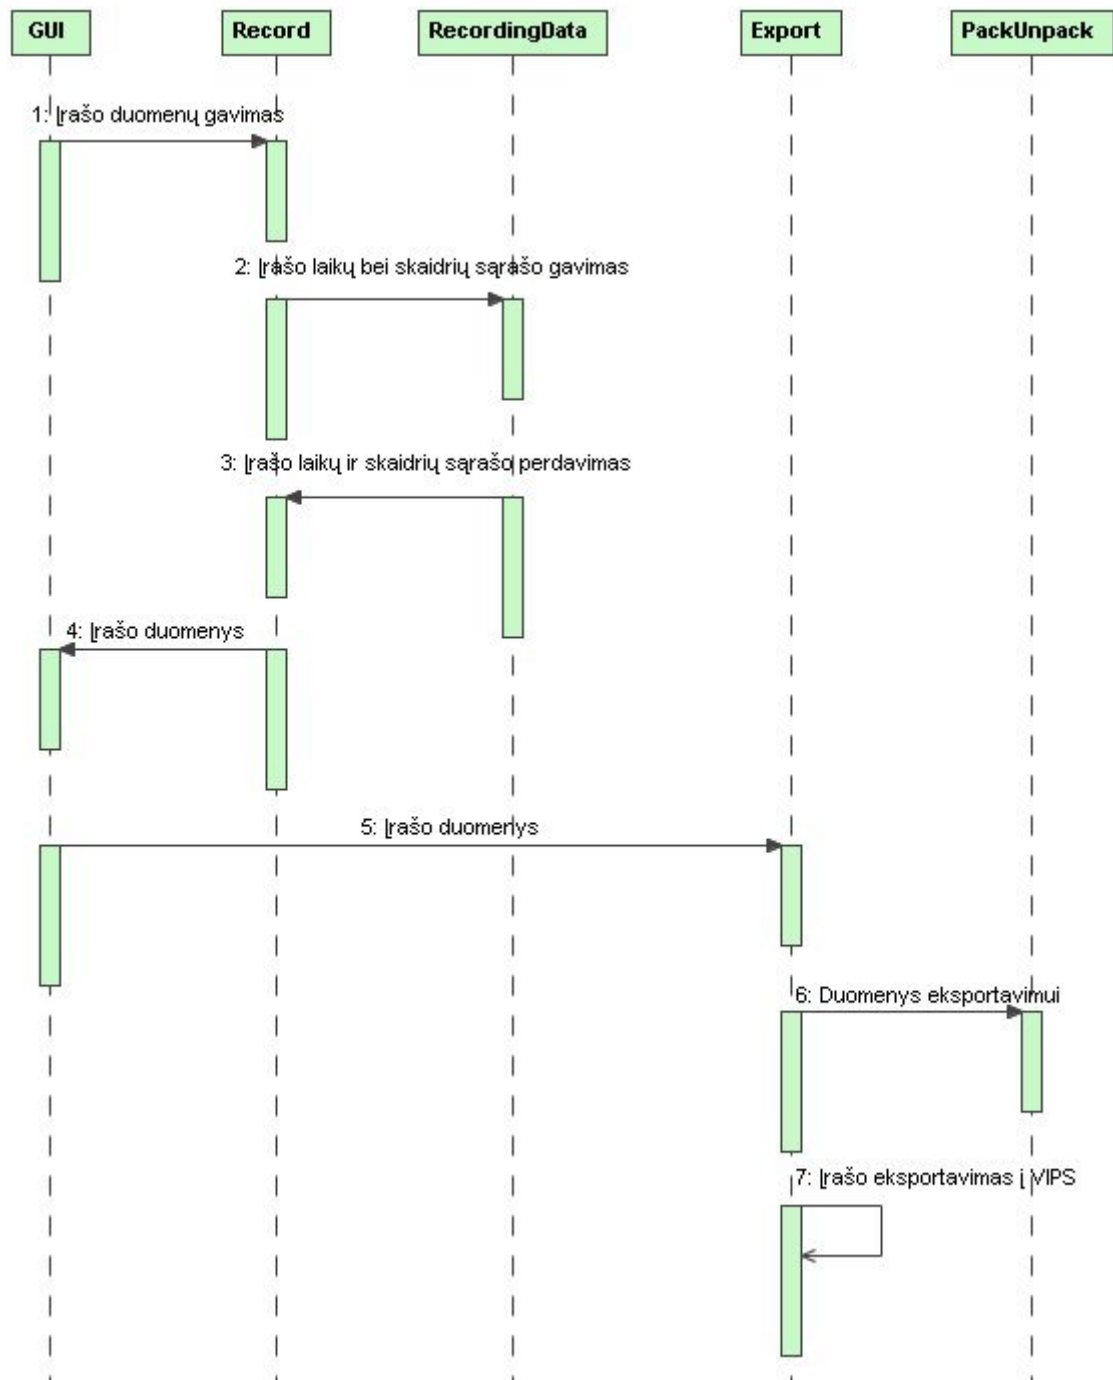 GUI
Record
RecordingData
Export
PackUnpack
1: Įrašo duomenų gavimas
2: Įrašo laikų bei skaidrių sąrašo gavimas
3: Įrašo laikų ir skaidrių sąrašo perdavimas
4: Įrašo duomenys
5: Įrašo duomenys
6: Duomenys eksportavimui
7: Įrašo eksportavimas į VIPS